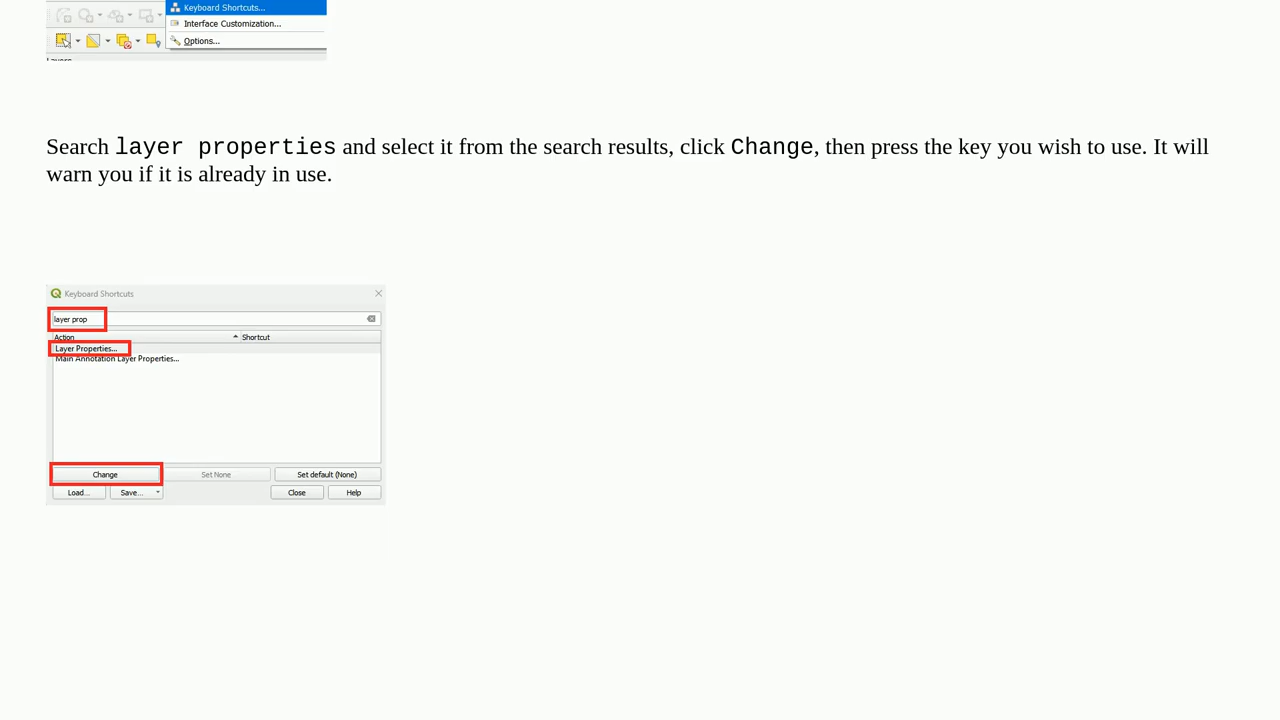 Keyboard Shortcuts...
Interface Customization...
Options...
Search layer properties and select it from the search results, click Change, then press the key you wish to use. It will
warn you if it is already in use.
Keyboard Shortcuts
layer prop
Action Shortcut
Layer Properties...
Main Annotation Layer Properties...
Change Set None Set default (None)
Load... Save... Close Help